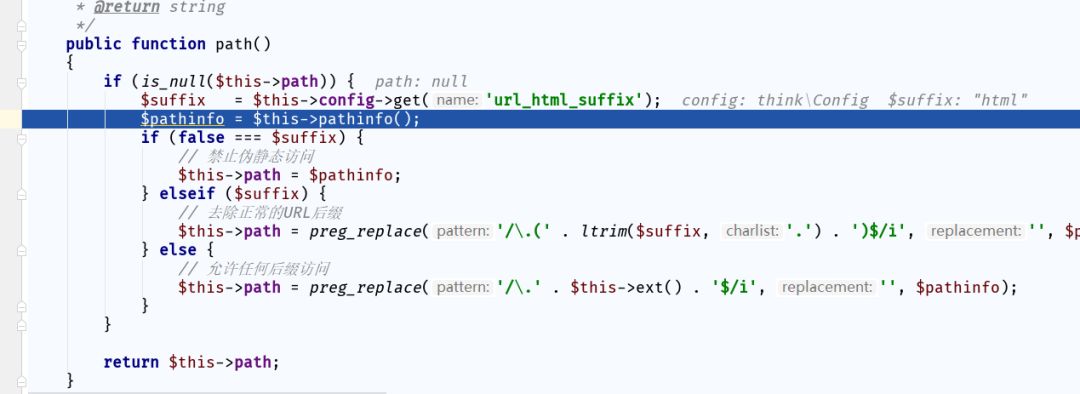 * @return string
*/
public function path()
{
if (is_null($this->path)) {  path: null
$suffix   = $this->config->get( name: 'url_html_suffix');  config: think\Config  $suffix: "html"
$pathinfo = $this->pathinfo();
if (false === $suffix) {
// 禁止伪静态访问
$this->path = $pathinfo;
} elseif ($suffix) {
// 去除正常的URL后缀
$this->path = preg_replace( pattern: '/\.(' . ltrim($suffix, charlist: '.') . ')$/i', replacement: '', $p
} else {
// 允许任何后缀访问
$this->path = preg_replace( pattern: '/\.' . $this->ext() . '$/i', replacement: '', $pathinfo);
}
}
return $this->path;
}